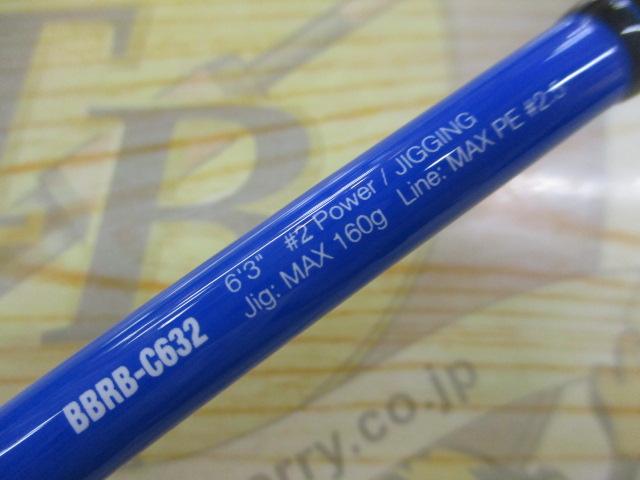 BBRB-C632
6'3" #2 Power / JIGGING
Jig: MAX 160g Line: MAX PE #2.5
rry.co.jp